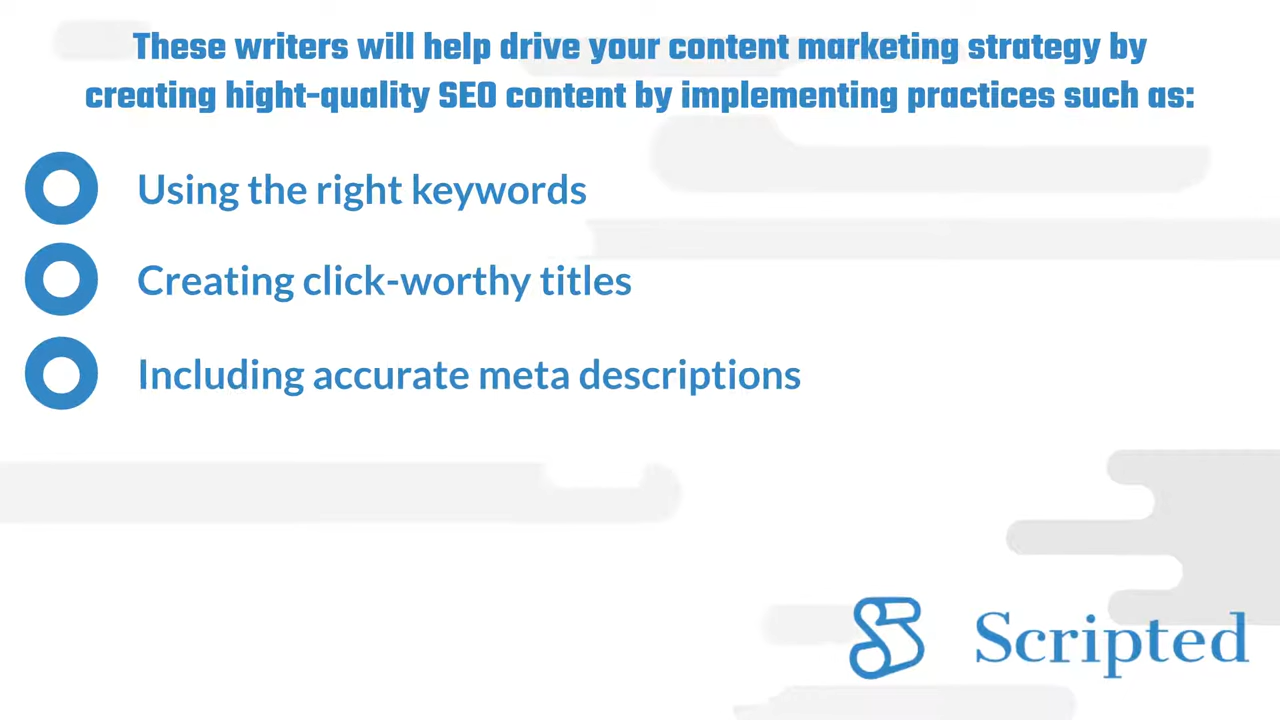 These writers will help drive your content marketing strategy by
creating hight-quality SEO content by implementing practices such as:
Using the right keywords
Creating click-worthy titles
Including accurate meta descriptions
Scripted